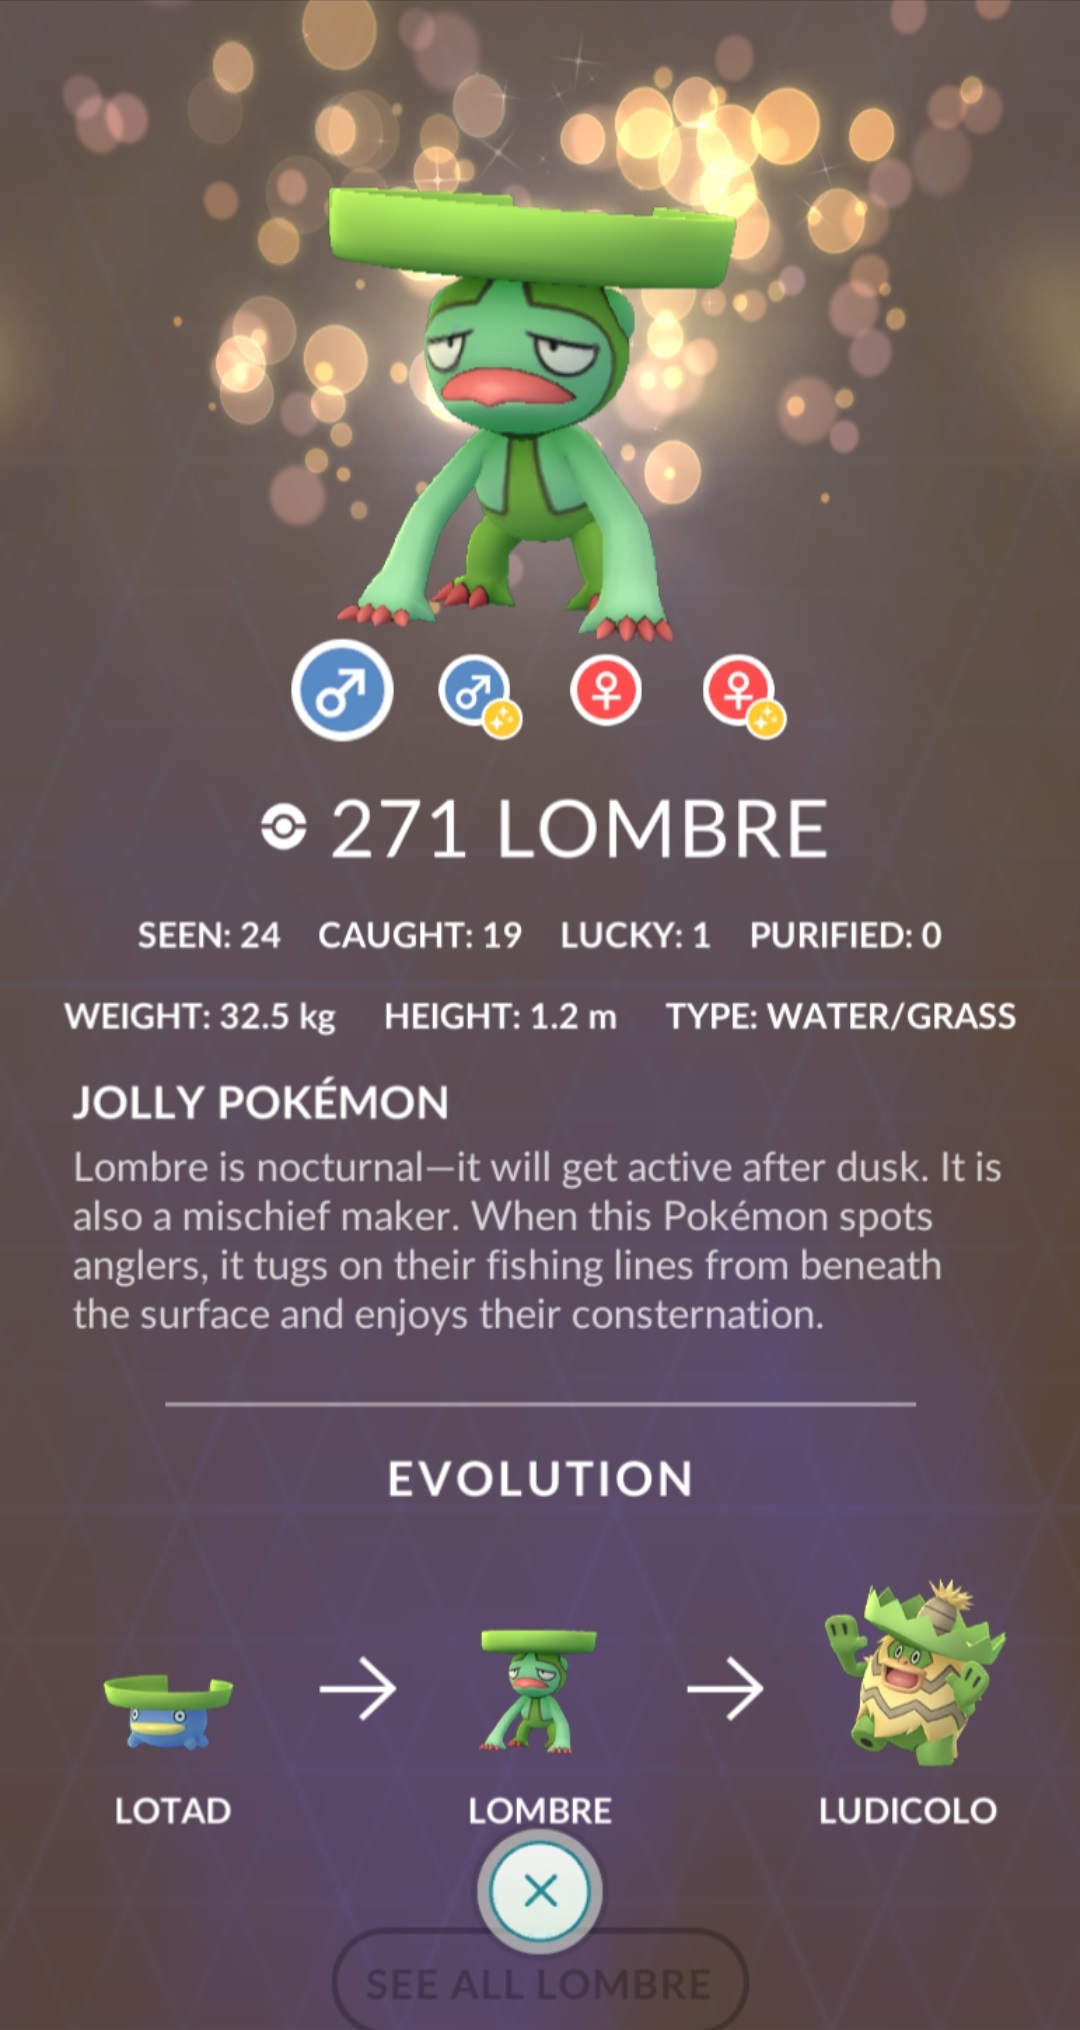 271 LOMBRE
SEEN: 24 CAUGHT: 19 LUCKY: 1 PURIFIED: 0
WEIGHT: 32.5 kg HEIGHT: 1.2 m TYPE: WATER/GRASS
JOLLY POKÉMON
Lombre is nocturnal—it will get active after dusk. It is
also a mischief maker. When this Pokémon spots
anglers, it tugs on their fishing lines from beneath
the surface and enjoys their consternation.
EVOLUTION
LOTAD LOMBRE LUDICOLO
SEE ALL LOMBRE